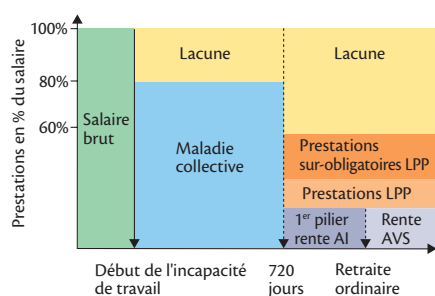 Prestations en % du salaire
100%
80%
60%
Salaire
brut
Lacune
Maladie
collective
Lacune
Prestations
sur-obligatoires LPP
Prestations LPP
1er pilier
rente AI
Rente
AVS
Début de l'incapacité
de travail
720
jours
Retraite
ordinaire